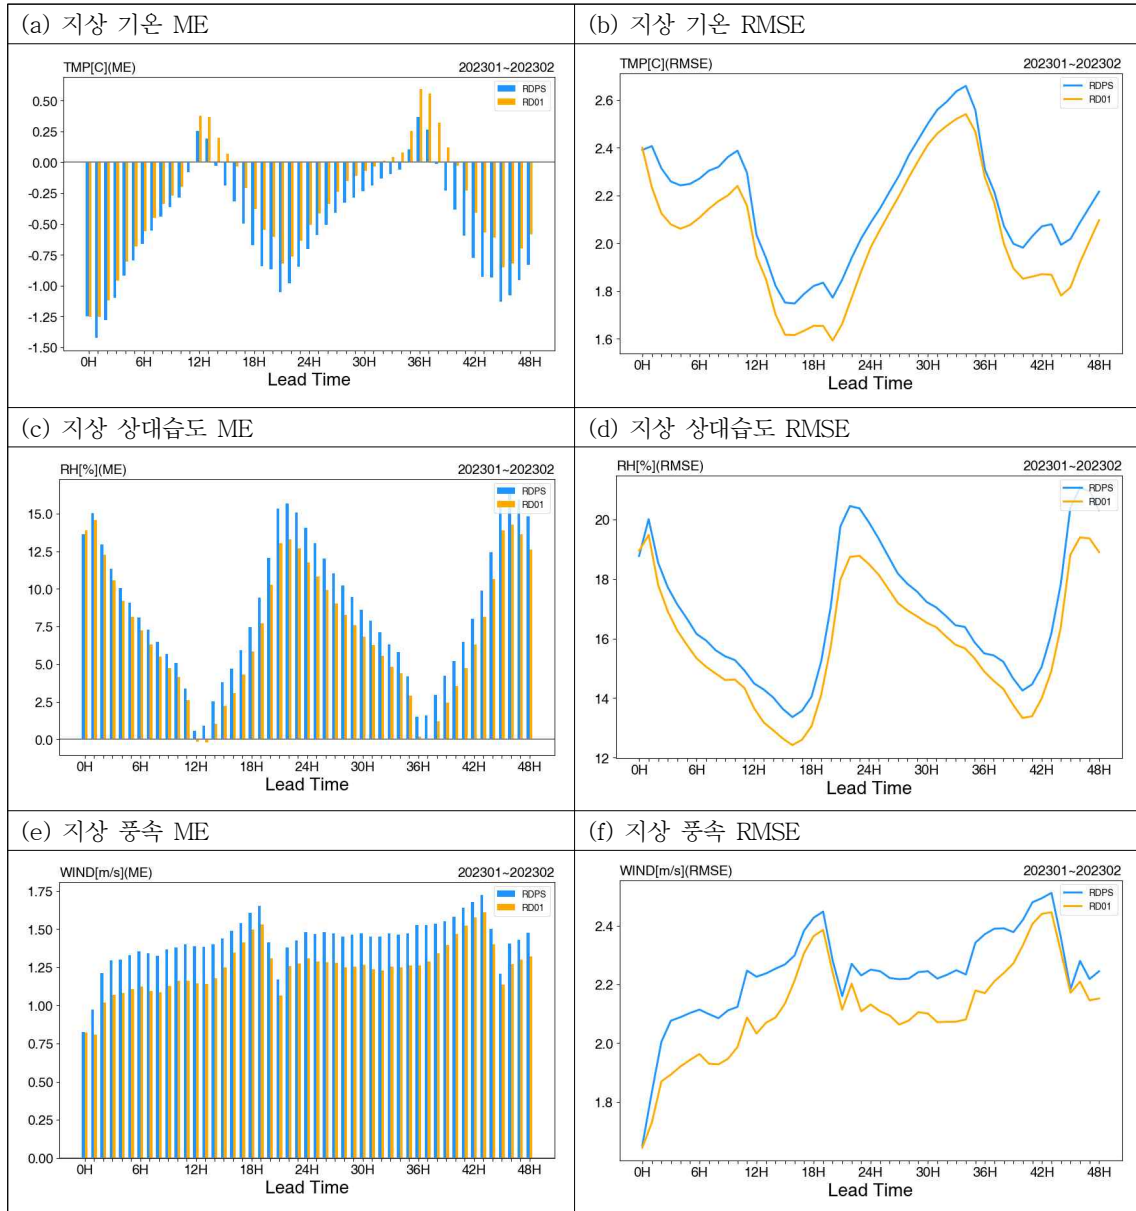 (a) 지상 기온 ME
(b) 지상 기온 RMSE
TMP[C](ME)
202301~202302
RDPS
RD01
0.50
0.25
0.00
-0.25
-0.50
-0.75
-1.00
-1.25
-1.50
0H 6H 12H 18H 24H 30H 36H 42H 48H
Lead Time
TMP[C](RMSE)
202301~202302
RDPS
RD01
2.6
2.4
2.2
2.0
1.8
1.6
0H 6H 12H 18H 24H 30H 36H 42H 48H
Lead Time
(c) 지상 상대습도 ME
(d) 지상 상대습도 RMSE
RH[%](ME)
202301~202302
RDPS
RD01
15.0
12.5
10.0
7.5
5.0
2.5
0.0
0H 6H 12H 18H 24H 30H 36H 42H 48H
Lead Time
RH[%](RMSE)
202301~202302
RDPS
RD01
20
18
16
14
12
0H 6H 12H 18H 24H 30H 36H 42H 48H
Lead Time
(e) 지상 풍속 ME
(f) 지상 풍속 RMSE
WIND[m/s](ME)
202301~202302
RDPS
RD01
1.75
1.50
1.25
1.00
0.75
0.50
0.25
0.00
0H 6H 12H 18H 24H 30H 36H 42H 48H
Lead Time
WIND[m/s](RMSE)
202301~202302
RDPS
RD01
2.4
2.2
2.0
1.8
0H 6H 12H 18H 24H 30H 36H 42H 48H
Lead Time